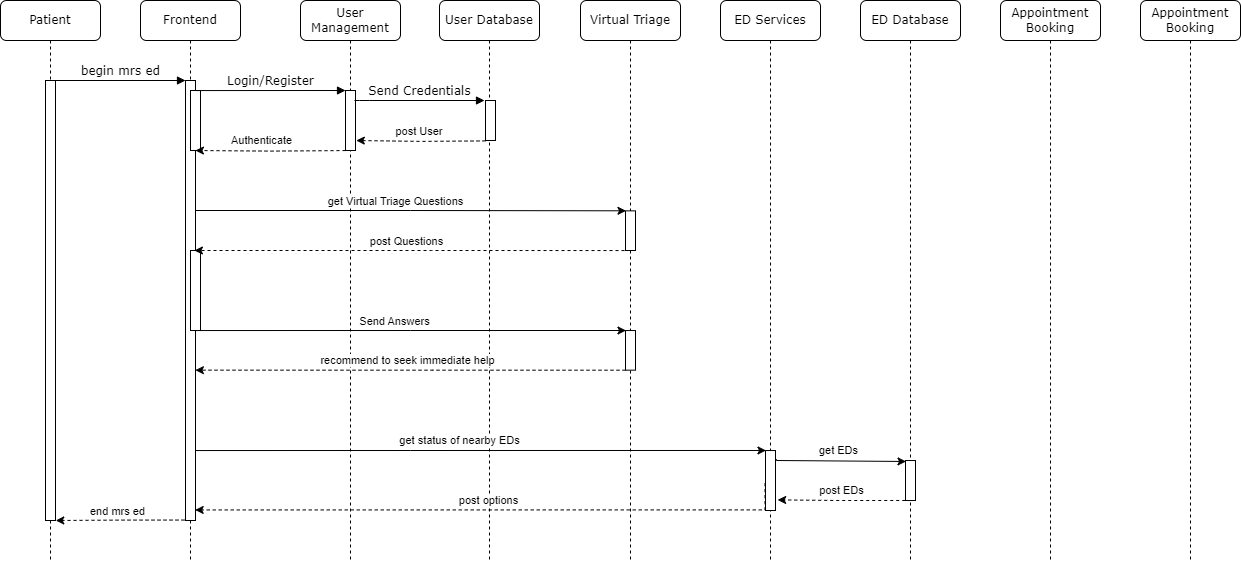 Patient
Frontend
User
Management
User Database
Virtual Triage
ED Services
ED Database
Appointment
Booking
Appointment
Booking
begin mrs ed
Login/Register
Send Credentials
post User
Authenticate
get Virtual Triage Questions
post Questions
Send Answers
recommend to seek immediate help
get status of nearby EDs
get EDs
post EDs
post options
end mrs ed